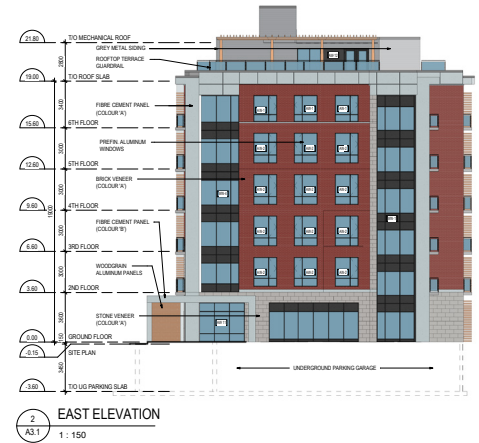 21.80 T/O MECHANICAL ROOF
GREY METAL SIDING
ROOFTOP TERRACE
GUARDRAIL
2800
19.00 T/O ROOF SLAB
3400
FIBRE CEMENT PANEL
(COLOUR 'A')
15.60 6TH FLOOR
PREFIN. ALUMINUM
WINDOWS
3000
12.60 5TH FLOOR
BRICK VENEER
(COLOUR 'A')
3000
9.60 4TH FLOOR
19000
FIBRE CEMENT PANEL
(COLOUR 'B')
3000
6.60 3RD FLOOR
WOODGRAIN
ALUMINUM PANELS
3000
3.60 2ND FLOOR
STONE VENEER
(COLOUR 'A')
3600
0.00 GROUND FLOOR
150
-0.15 SITE PLAN
3450
UNDERGROUND PARKING GARAGE
-3.60 T/O UG PARKING SLAB
2
A3.1
EAST ELEVATION
1 : 150